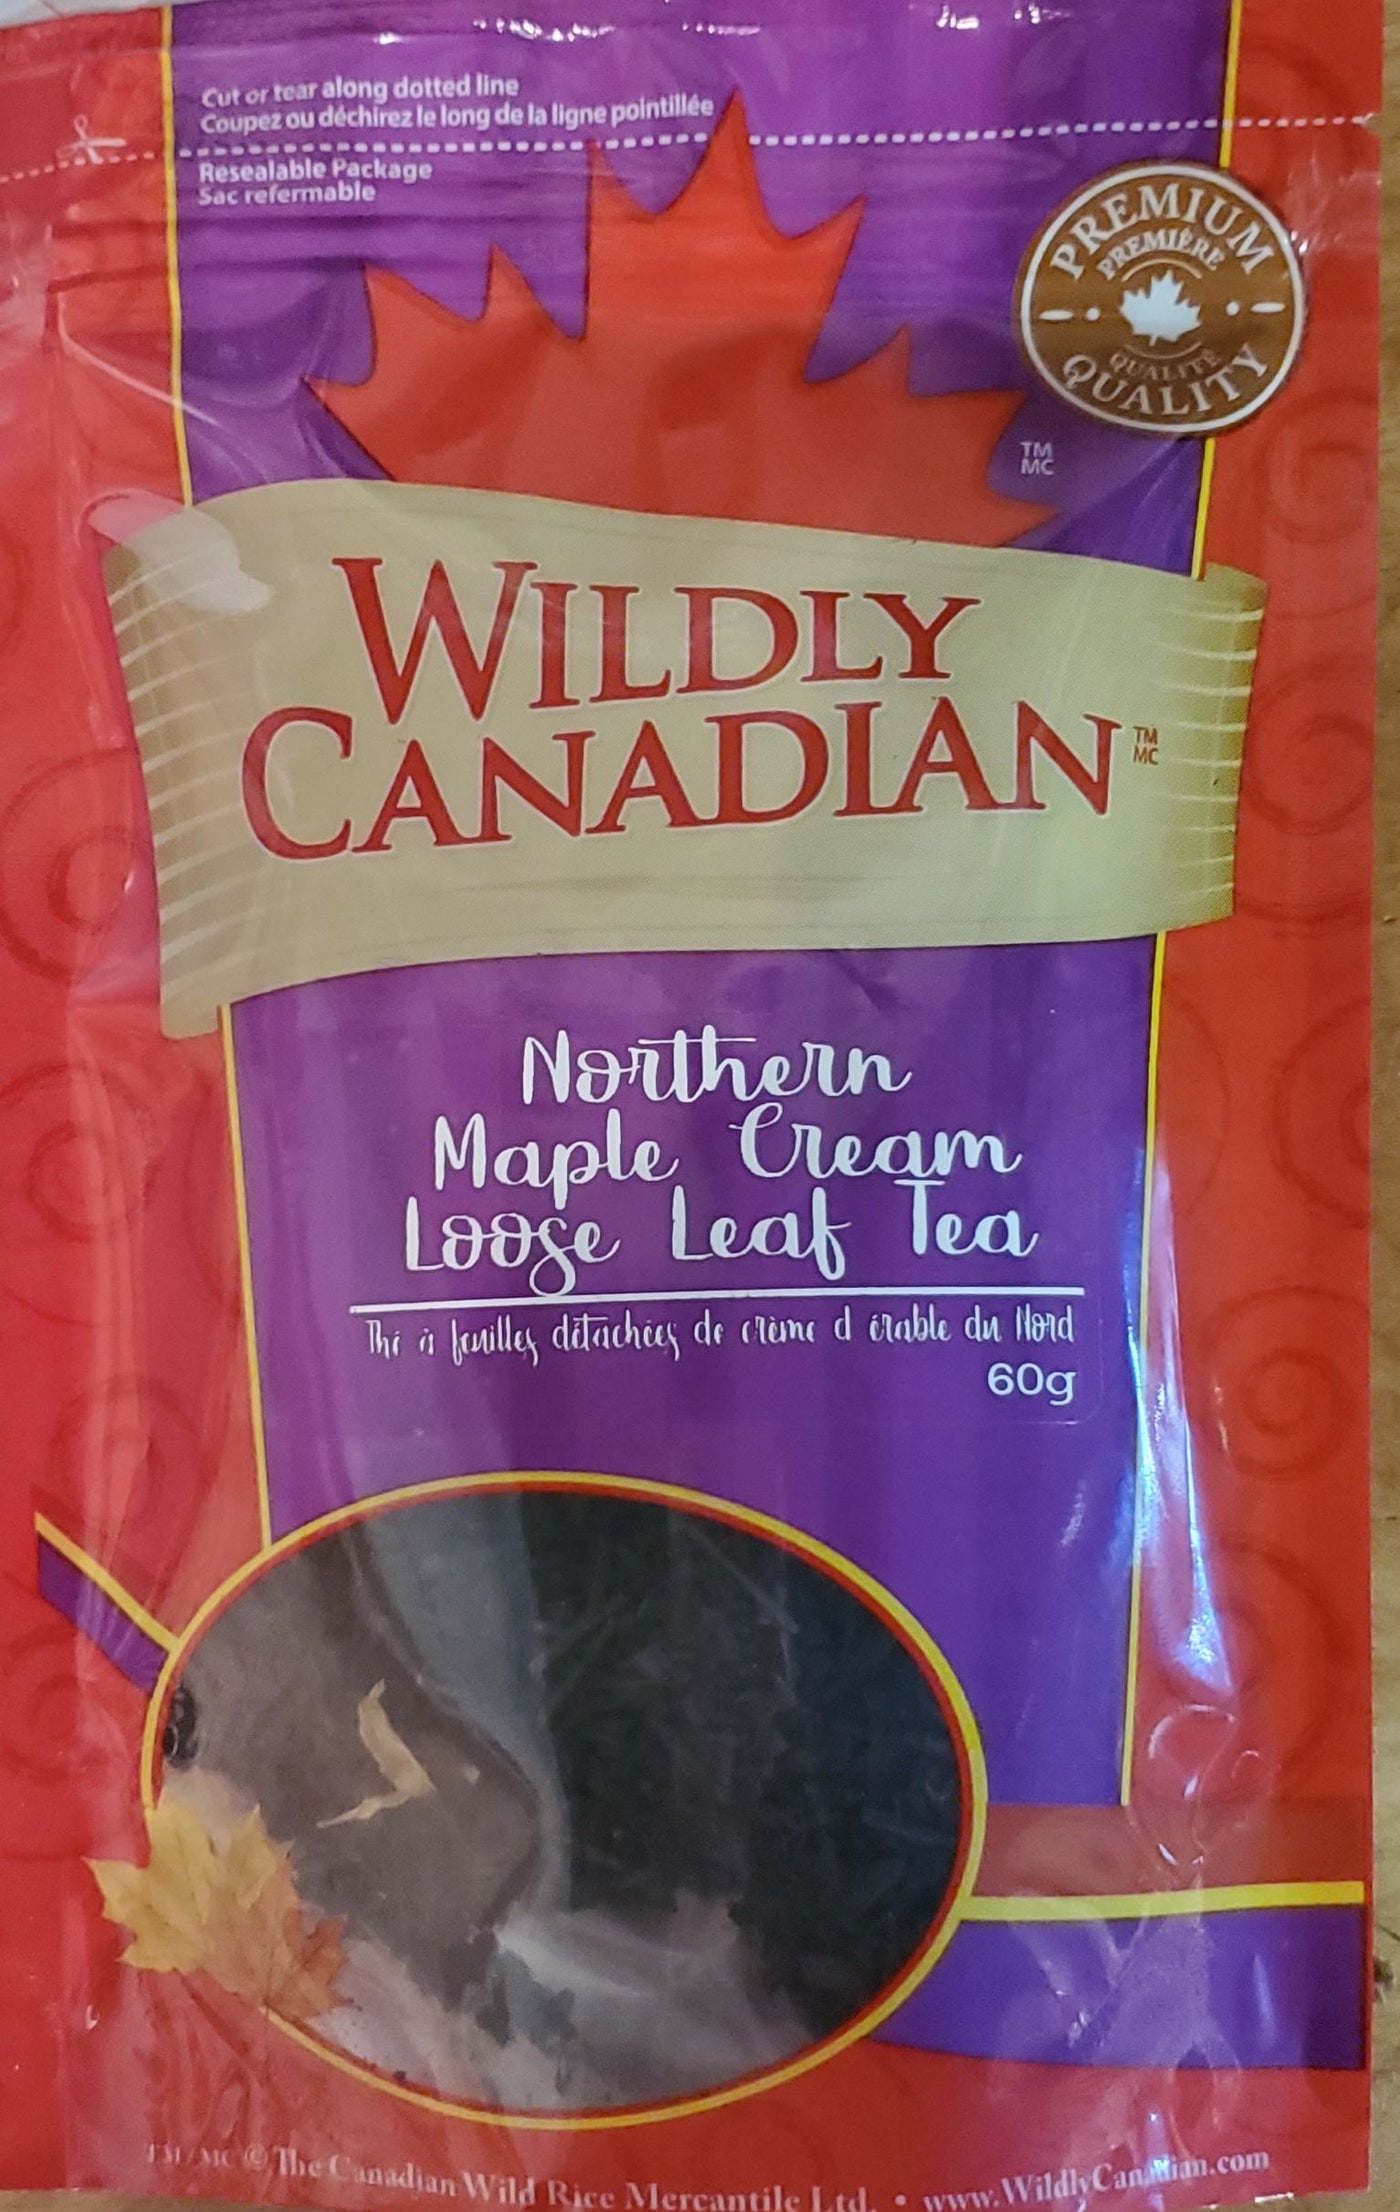 Cut or tear along dotted line
Coupez ou déchirez le long de la ligne pointillée
Resealable Package
Sac refermable
PREMIUM
PREMIÈRE
QUALITÉ
QUALITY
TM
MC
WILDLY
CANADIAN TM
MC
Northern
Maple Cream
Loose Leaf Tea
Thé à feuilles détachées de crème d érable du Nord
60g
TM/MC © The Canadian Wild Rice Mercantile Ltd. • www.WildlyCanadian.com